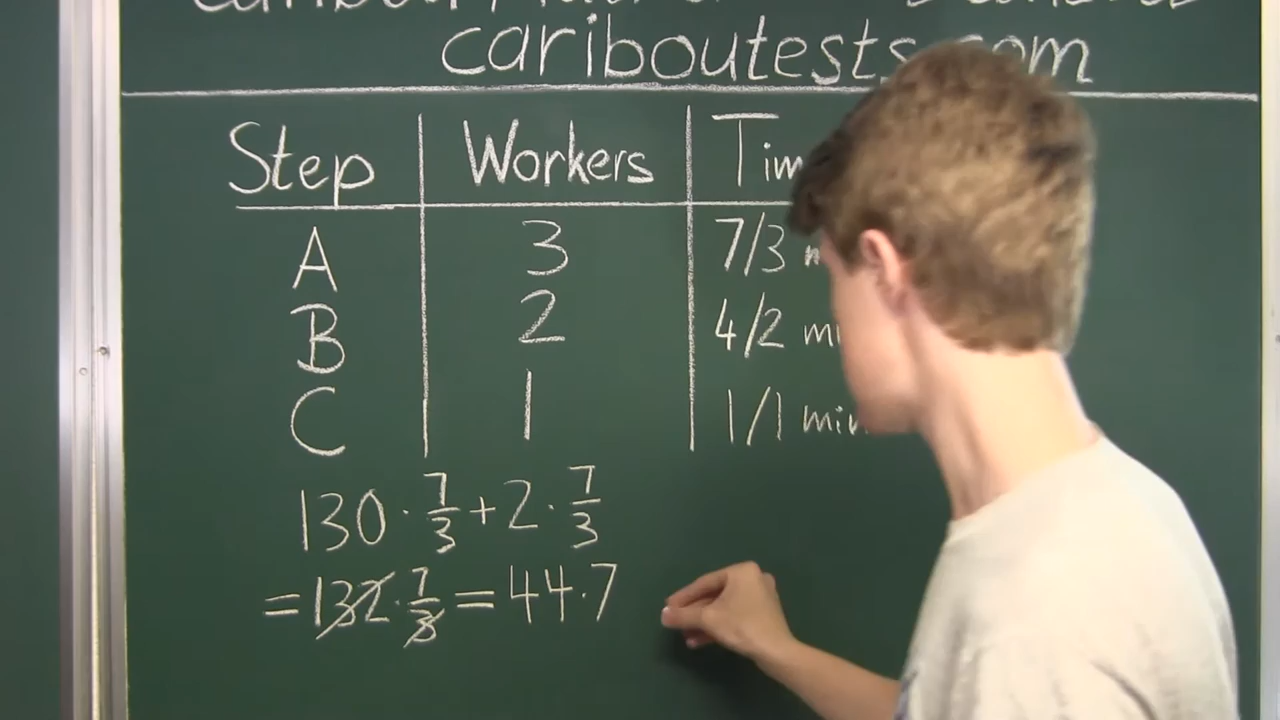 cariboutests.com
Step Workers Tim
A 3 7/3 m
B 2 4/2 mi
C 1 1/1 min
130 · 7/3 + 2 · 7/3
= 132 · 7/3 = 44 · 7